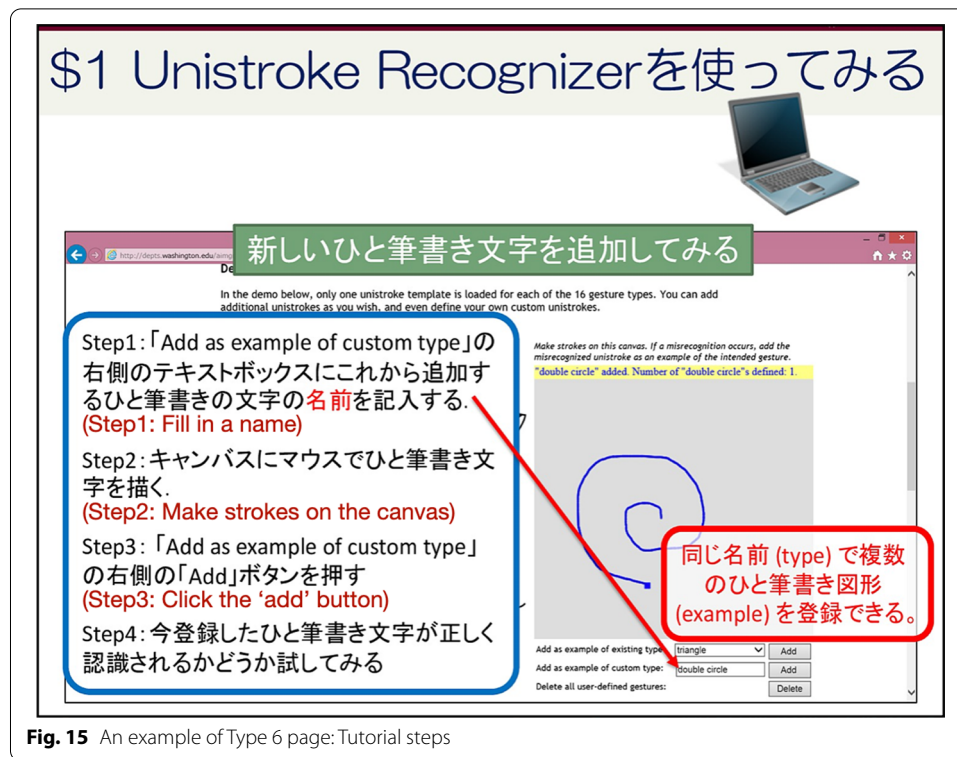 $1 Unistroke Recognizerを使ってみる
新しいひと筆書き文字を追加してみる
http://depts.washington.edu/aimp
De
In the demo below, only one unistroke template is loaded for each of the 16 gesture types. You can add
additional unistrokes as you wish, and even define your own custom unistrokes.
Step1:「Add as example of custom type」の
右側のテキストボックスにこれから追加す
るひと筆書きの文字の名前を記入する.
(Step1: Fill in a name)
Step2:キャンバスにマウスでひと筆書き文
字を描く.
(Step2: Make strokes on the canvas)
Step3:「Add as example of custom type」
の右側の「Add」ボタンを押す
(Step3: Click the ‘add’ button)
Step4:今登録したひと筆書き文字が正しく
認識されるかどうか試してみる
Make strokes on this canvas. If a misrecognition occurs, add the
misrecognized unistroke as an example of the intended gesture.
"double circle" added. Number of "double circle"s defined: 1.
同じ名前 (type) で複数
のひと筆書き図形
(example) を登録できる。
Add as example of existing type: triangle Add
Add as example of custom type: double circle Add
Delete all user-defined gestures: Delete
Fig. 15 An example of Type 6 page: Tutorial steps